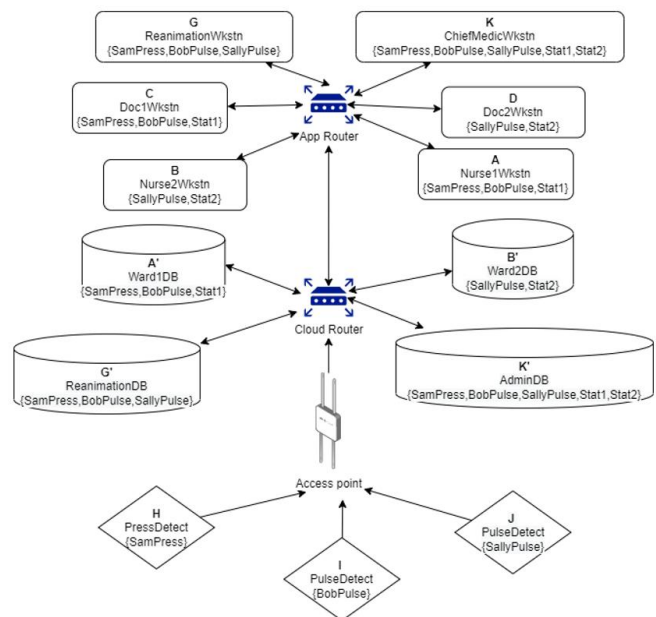 G
ReanimationWkstn
{SamPress,BobPulse,SallyPulse}
K
ChiefMedicWkstn
{SamPress,BobPulse,SallyPulse,Stat1,Stat2}
C
Doc1Wkstn
{SamPress,BobPulse,Stat1}
D
Doc2Wkstn
{SallyPulse,Stat2}
App Router
B
Nurse2Wkstn
{SallyPulse,Stat2}
A
Nurse1Wkstn
{SamPress,BobPulse,Stat1}
A'
Ward1DB
{SamPress,BobPulse,Stat1}
B'
Ward2DB
{SallyPulse,Stat2}
Cloud Router
G'
ReanimationDB
{SamPress,BobPulse,SallyPulse}
K'
AdminDB
{SamPress,BobPulse,SallyPulse,Stat1,Stat2}
Access point
H
PressDetect
{SamPress}
I
PulseDetect
{BobPulse}
J
PulseDetect
{SallyPulse}